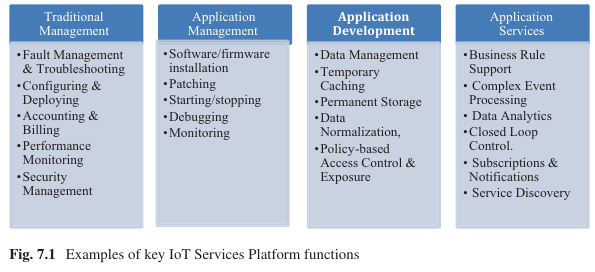 Traditional
Management
•Fault Management
& Troubleshooting
•Configuring &
Deploying
•Accounting &
Billing
•Performance
Monitoring
•Security
Management
Application
Management
•Software/firmware
installation
•Patching
•Starting/stopping
•Debugging
•Monitoring
Application
Development
•Data Management
•Temporary
Caching
•Permanent Storage
•Data
Normalization,
•Policy-based
Access Control &
Exposure
Application
Services
•Business Rule
Support
• Complex Event
Processing
• Data Analytics
•Closed Loop
Control.
• Subscriptions &
Notifications
• Service Discovery
Fig. 7.1 Examples of key IoT Services Platform functions